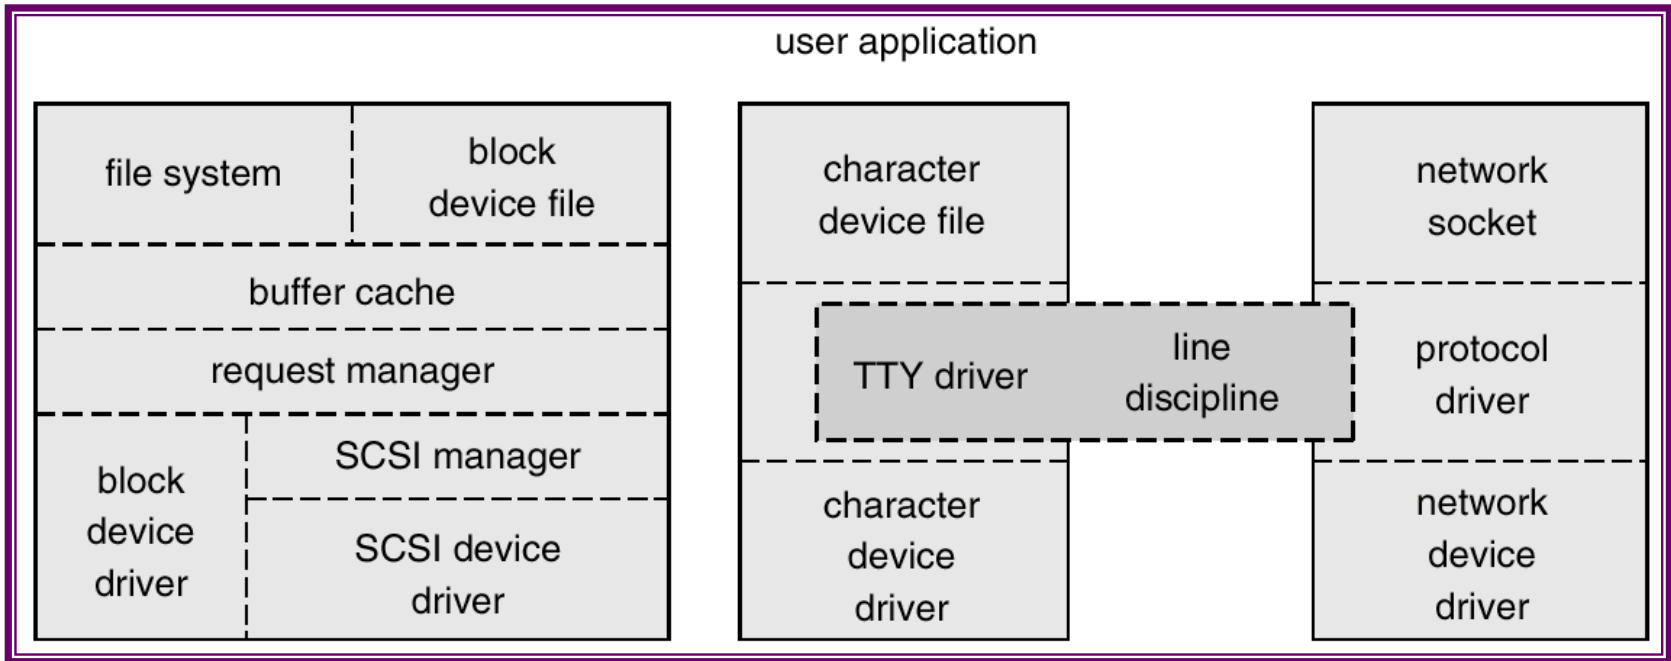 user application
file system
block
device file
buffer cache
request manager
block
device
driver
SCSI manager
SCSI device
driver
character
device file
TTY driver
line
discipline
character
device
driver
network
socket
protocol
driver
network
device
driver